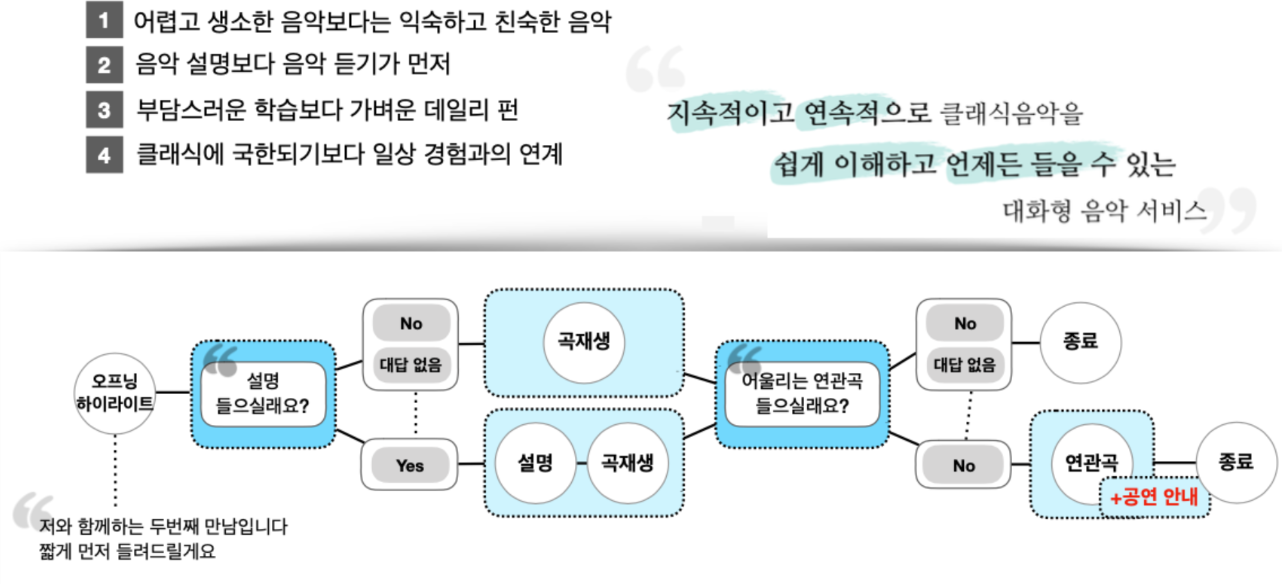 1 어렵고 생소한 음악보다는 익숙하고 친숙한 음악
2 음악 설명보다 음악 듣기가 먼저
3 부담스러운 학습보다 가벼운 데일리 펀
4 클래식에 국한되기보다 일상 경험과의 연계
“
지속적이고 연속적으로 클래식음악을
쉽게 이해하고 언제든 들을 수 있는
대화형 음악 서비스
”
오프닝
하이라이트
“
설명
들으실래요?
No
대답 없음
Yes
곡재생
설명
곡재생
“
어울리는 연관곡
들으실래요?
No
대답 없음
No
종료
연관곡
+공연 안내
종료
“
저와 함께하는 두번째 만남입니다
짧게 먼저 들려드릴게요